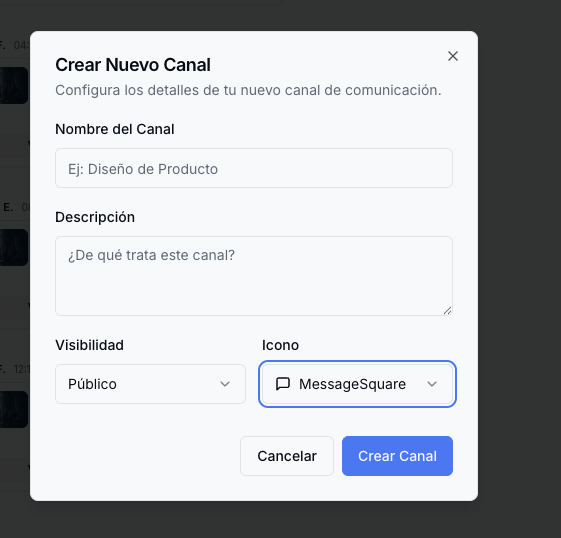 Crear Nuevo Canal
Configura los detalles de tu nuevo canal de comunicación.
Nombre del Canal
Ej: Diseño de Producto
Descripción
¿De qué trata este canal?
Visibilidad
Icono
Público
MessageSquare
Cancelar
Crear Canal